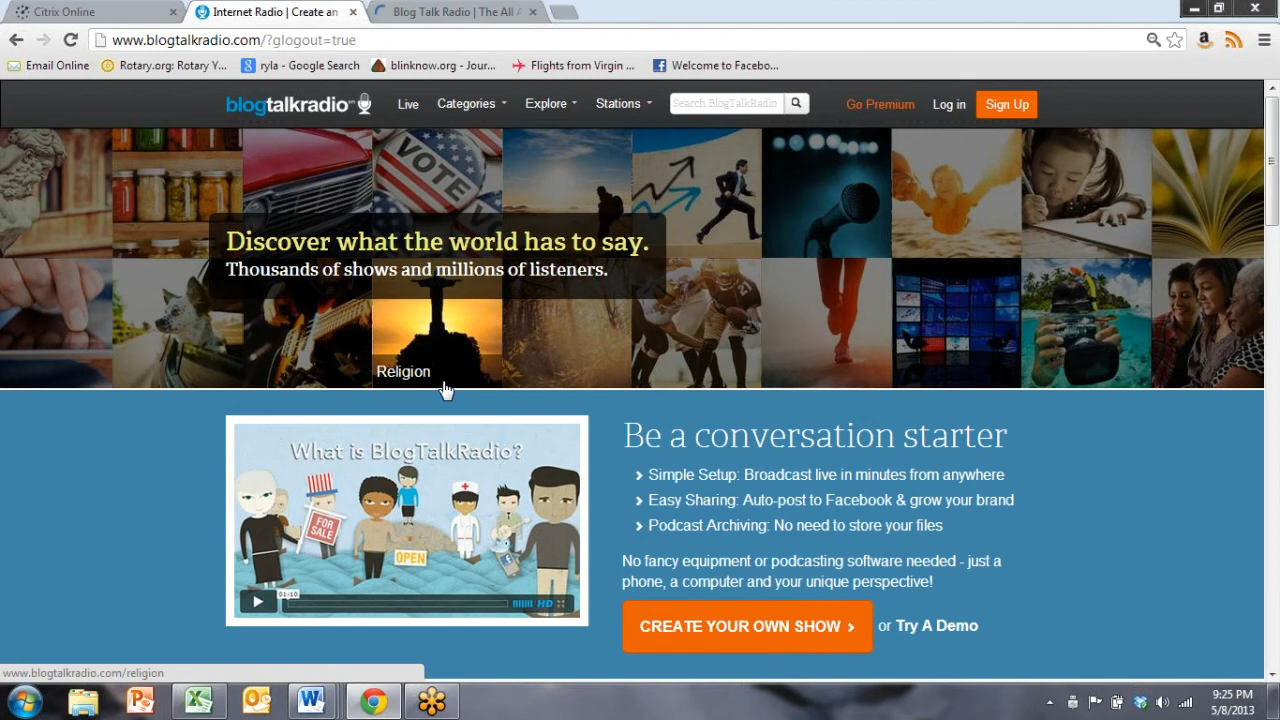 Citrix Online
Internet Radio | Create an
Blog Talk Radio | The All A
www.blogtalkradio.com/?glogout=true
Email Online
Rotary.org: Rotary Y...
ryla - Google Search
blinknow.org - Jour...
Flights from Virgin ...
Welcome to Facebo...
blogtalkradio
Live
Categories
Explore
Stations
Search BlogTalkRadio
Go Premium
Log in
Sign Up
VOTE
Discover what the world has to say.
Thousands of shows and millions of listeners.
Religion
What is BlogTalkRadio?
FOR
SALE
OPEN
01:10
HD
Be a conversation starter
Simple Setup: Broadcast live in minutes from anywhere
Easy Sharing: Auto-post to Facebook & grow your brand
Podcast Archiving: No need to store your files
No fancy equipment or podcasting software needed - just a
phone, a computer and your unique perspective!
CREATE YOUR OWN SHOW
or Try A Demo
www.blogtalkradio.com/religion
9:25 PM
5/8/2013